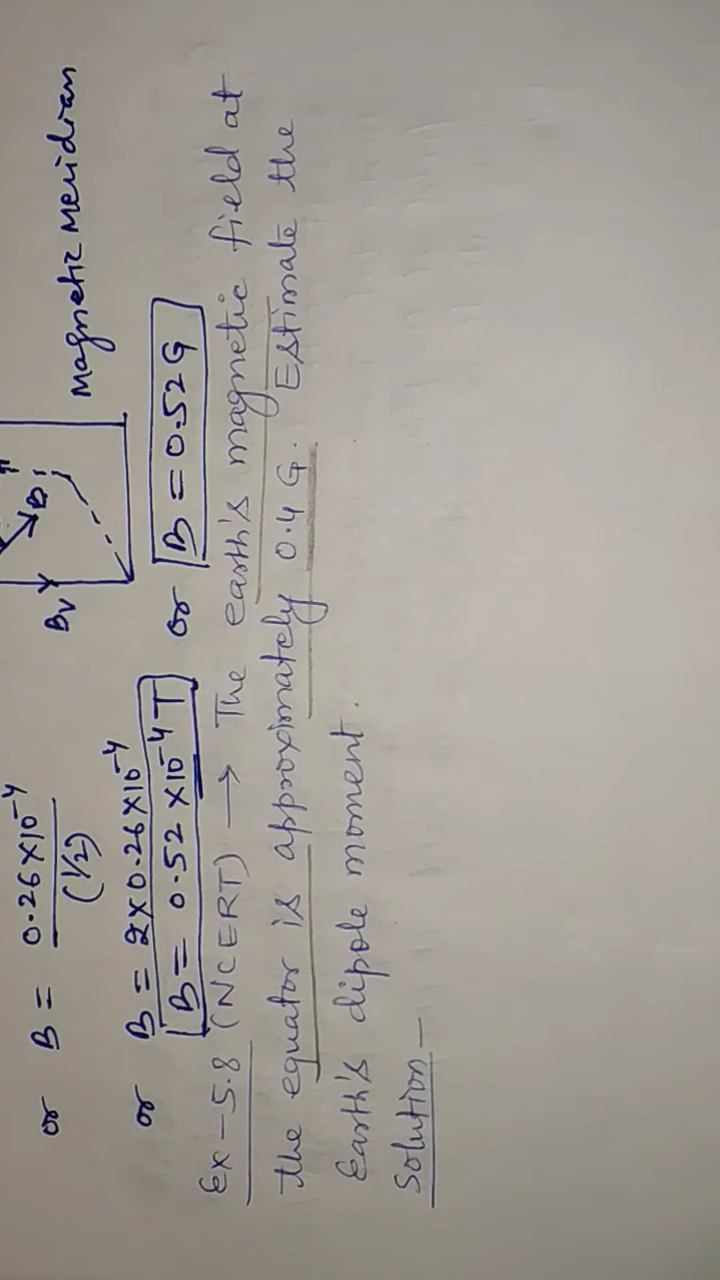 or B = 0.26×10⁻⁴ / (1/2)
Bv B
Magnetic Meridian
or B = 2×0.26×10⁻⁴
B = 0.52×10⁻⁴ T or B = 0.52 G
Ex-5.8 (NCERT) → The earth's magnetic field at
the equator is approximately 0.4 G. Estimate the
Earth's dipole moment.
Solution-